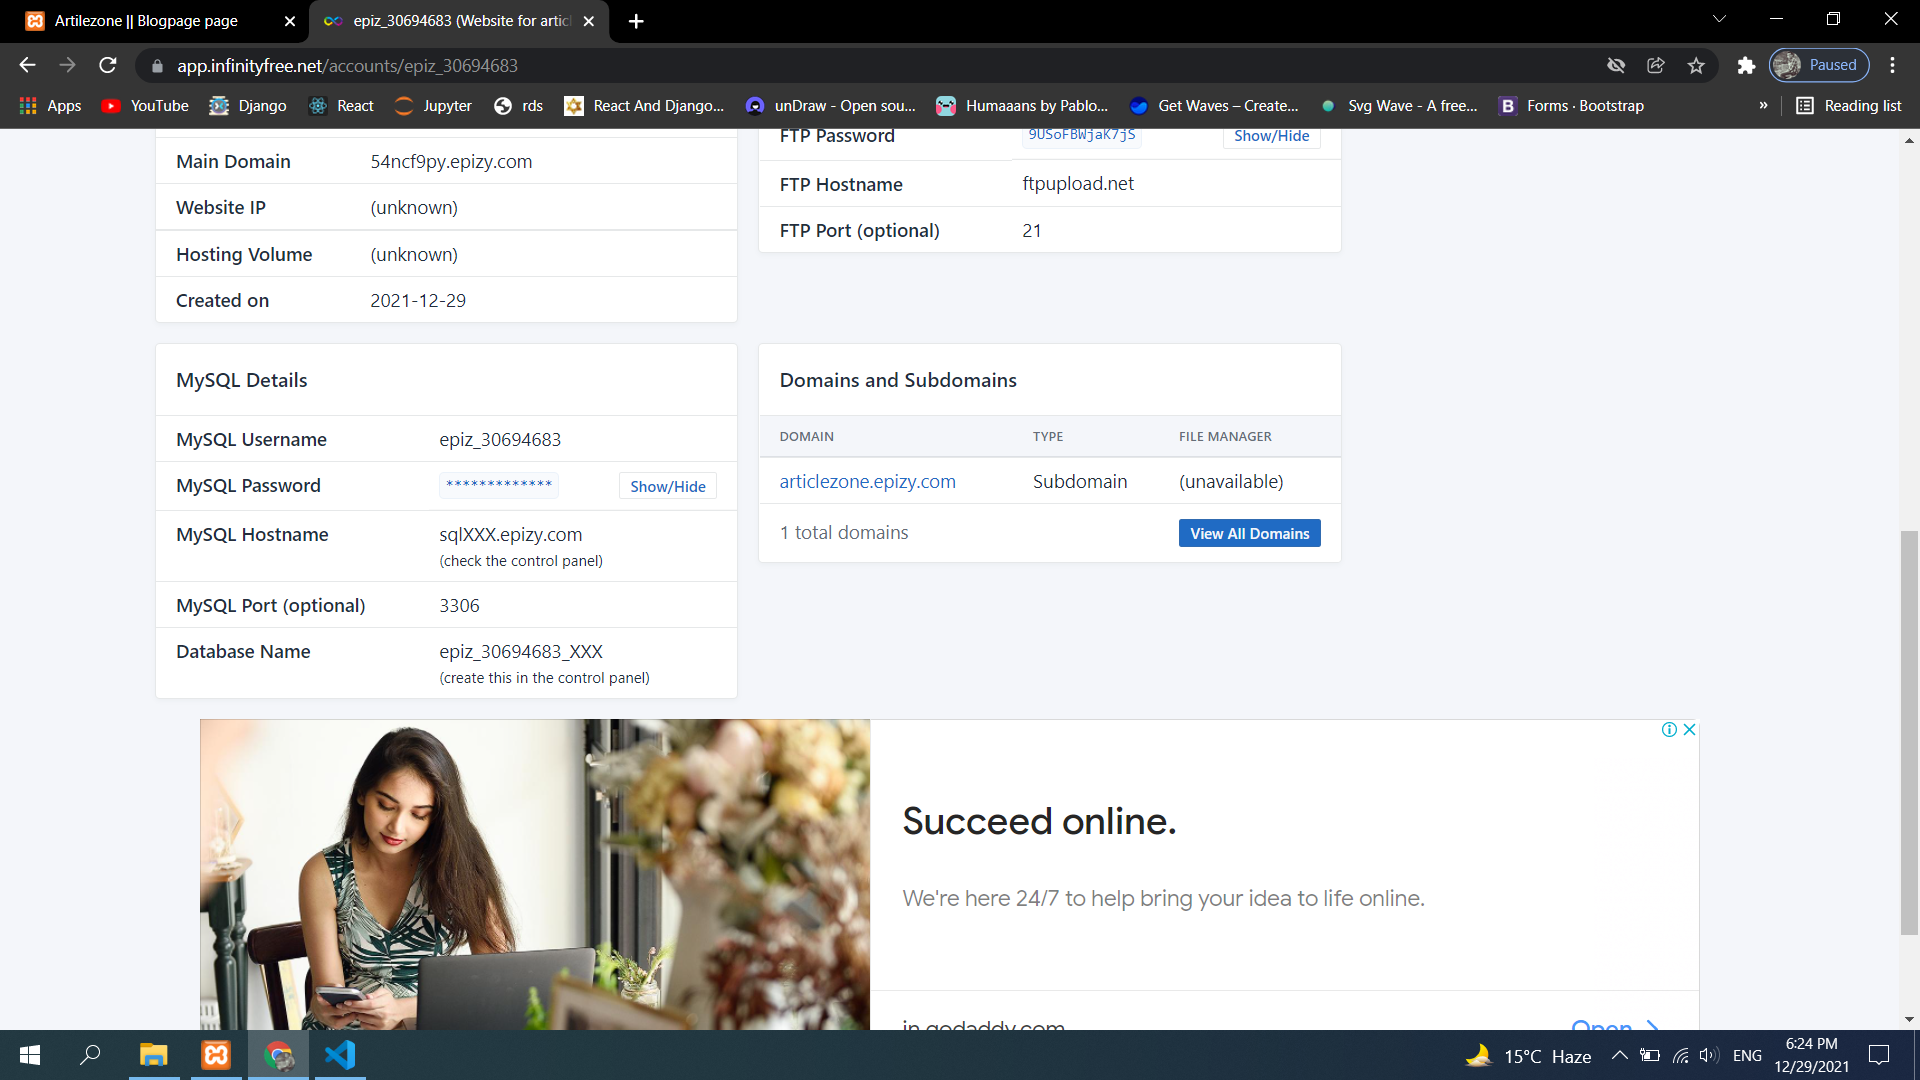 Artilezone || Blogpage page
epiz_30694683 (Website for artic
app.infinityfree.net/accounts/epiz_30694683
Paused
Apps
YouTube
Django
React
Jupyter
rds
React And Django...
unDraw - Open sou...
Humaaans by Pablo...
Get Waves – Create...
Svg Wave - A free...
Forms · Bootstrap
»
Reading list
FTP Password 9USoFBWjaK7jS Show/Hide
Main Domain 54ncf9py.epizy.com
FTP Hostname ftpupload.net
Website IP (unknown)
FTP Port (optional) 21
Hosting Volume (unknown)
Created on 2021-12-29
MySQL Details
MySQL Username epiz_30694683
MySQL Password ************* Show/Hide
MySQL Hostname sqlXXX.epizy.com
(check the control panel)
MySQL Port (optional) 3306
Database Name epiz_30694683_XXX
(create this in the control panel)
Domains and Subdomains
DOMAIN TYPE FILE MANAGER
articlezone.epizy.com Subdomain (unavailable)
1 total domains View All Domains
Succeed online.
We're here 24/7 to help bring your idea to life online.
in.godaddy.com Open
15°C Haze
ENG
6:24 PM
12/29/2021